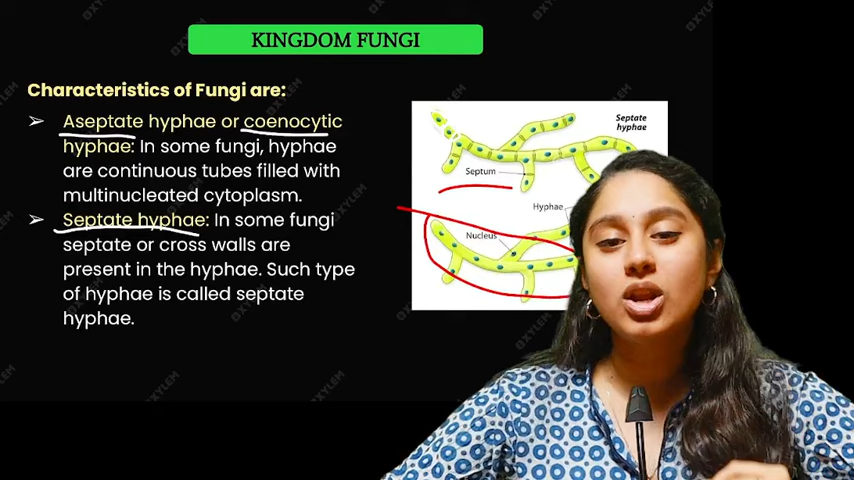 KINGDOM FUNGI
Characteristics of Fungi are:
➢ Aseptate hyphae or coenocytic
hyphae: In some fungi, hyphae
are continuous tubes filled with
multinucleated cytoplasm.
➢ Septate hyphae: In some fungi
septate or cross walls are
present in the hyphae. Such type
of hyphae is called septate
hyphae.
Septate
hyphae
Septum
Hyphae
Nucleus
OXYLEM